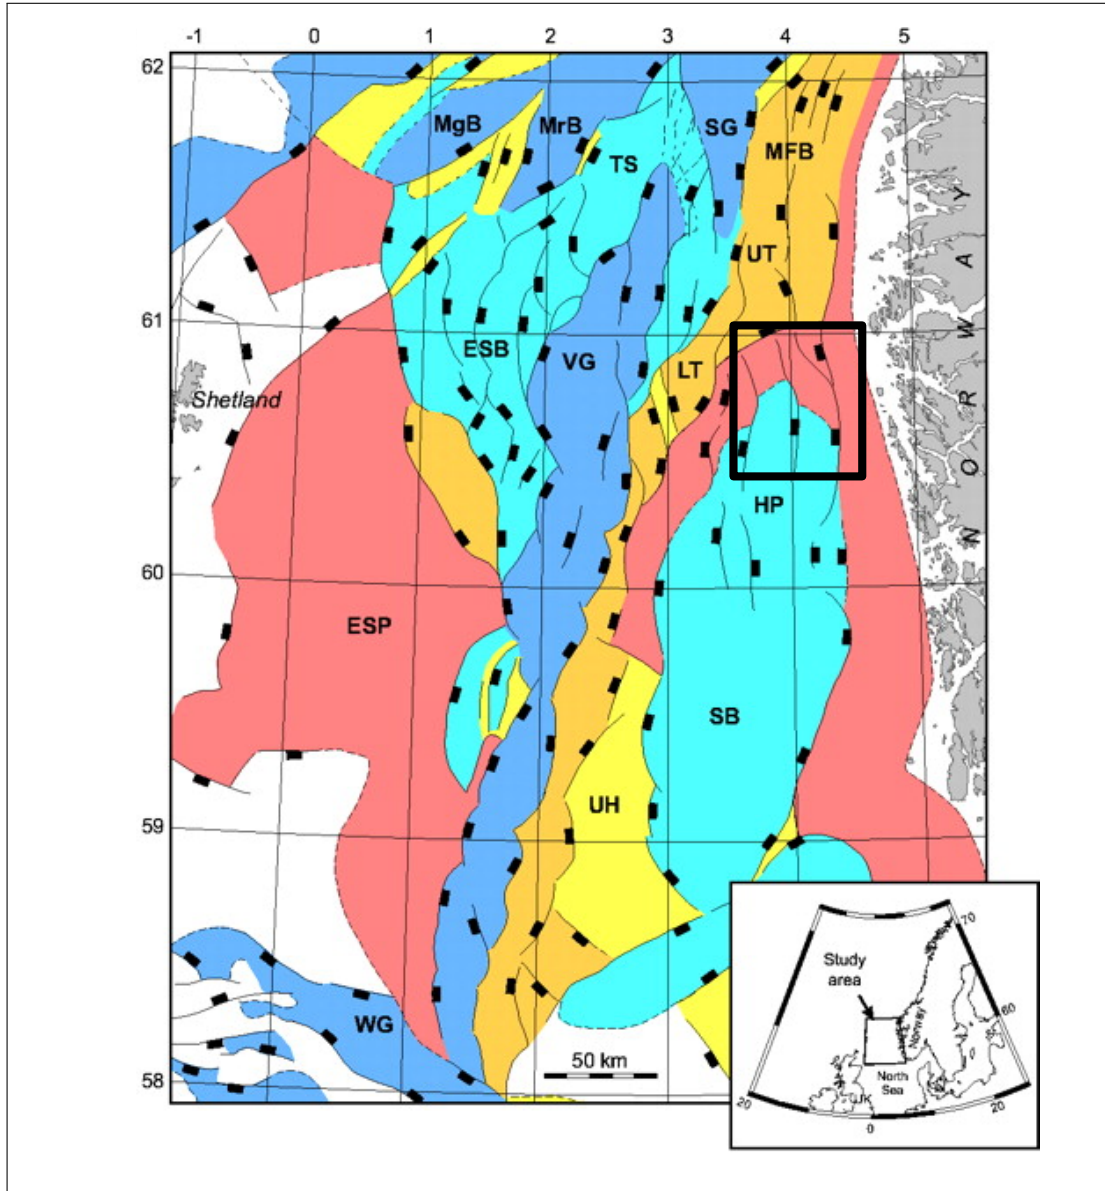 -1 0 1 2 3 4 5
62
MgB MrB SG
TS MFB
UT
61
ESB VG LT
Shetland
HP
60
ESP
SB
UH
59
WG
58
50 km
NORWAY
Study
area
70
60
Norway
North
Sea
UK
20 0 20